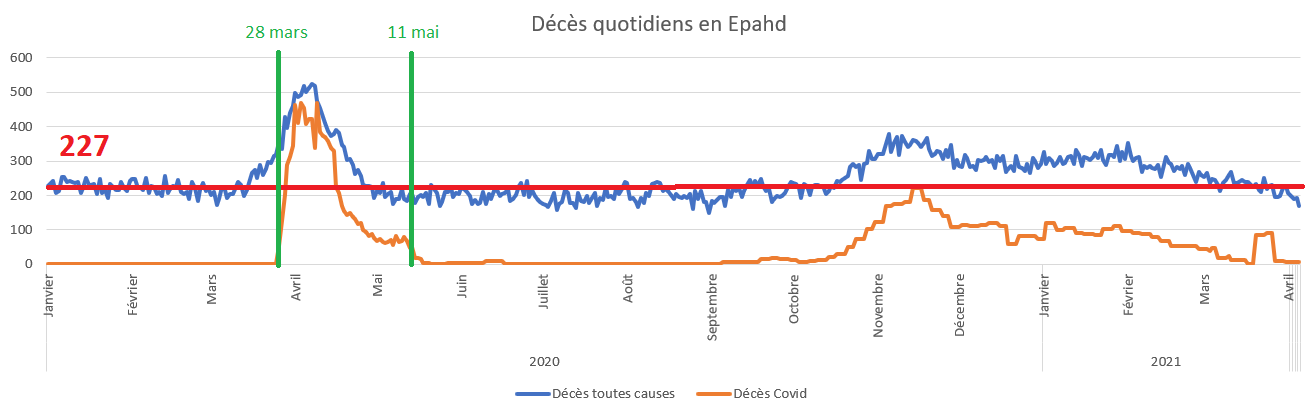 Décès quotidiens en Epahd
28 mars
11 mai
600
500
400
300
200
100
0
227
Janvier
Février
Mars
Avril
Mai
Juin
Juillet
Août
Septembre
Octobre
Novembre
Décembre
Janvier
Février
Mars
Avril
2020
2021
Décès toutes causes
Décès Covid